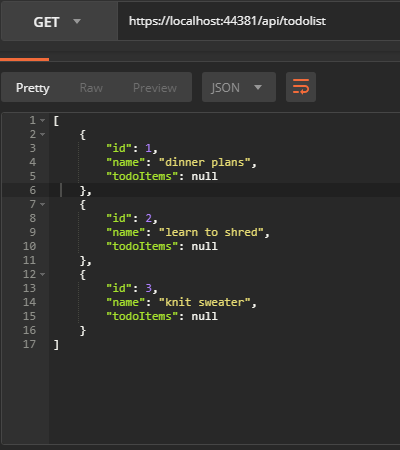 GET https://localhost:44381/api/todolist
Pretty Raw Preview JSON
1 [
2 {
3 "id": 1,
4 "name": "dinner plans",
5 "todoItems": null
6 },
7 {
8 "id": 2,
9 "name": "learn to shred",
10 "todoItems": null
11 },
12 {
13 "id": 3,
14 "name": "knit sweater",
15 "todoItems": null
16 }
17 ]